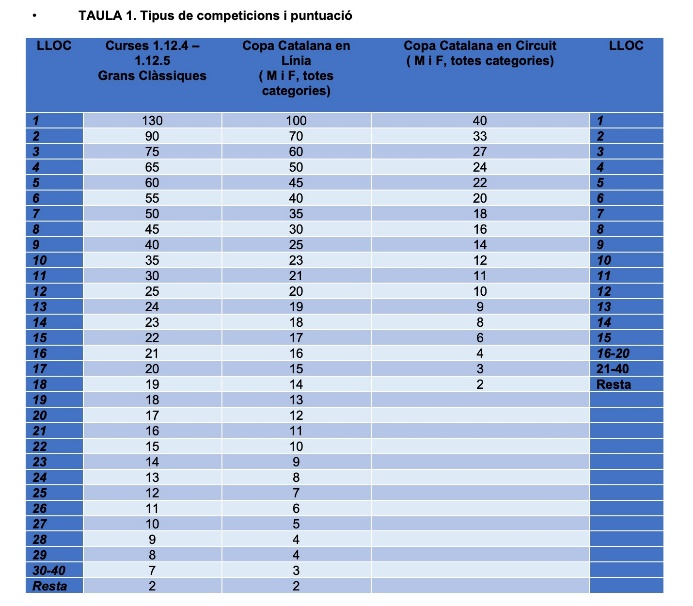 • TAULA 1. Tipus de competicions i puntuació
LLOC Curses 1.12.4 – 1.12.5 Grans Clàssiques Copa Catalana en Línia ( M i F, totes categories) Copa Catalana en Circuit ( M i F, totes categories) LLOC
1 130 100 40 1
2 90 70 33 2
3 75 60 27 3
4 65 50 24 4
5 60 45 22 5
6 55 40 20 6
7 50 35 18 7
8 45 30 16 8
9 40 25 14 9
10 35 23 12 10
11 30 21 11 11
12 25 20 10 12
13 24 19 9 13
14 23 18 8 14
15 22 17 6 15
16 21 16 4 16-20
17 20 15 3 21-40
18 19 14 2 Resta
19 18 13
20 17 12
21 16 11
22 15 10
23 14 9
24 13 8
25 12 7
26 11 6
27 10 5
28 9 4
29 8 4
30-40 7 3
Resta 2 2